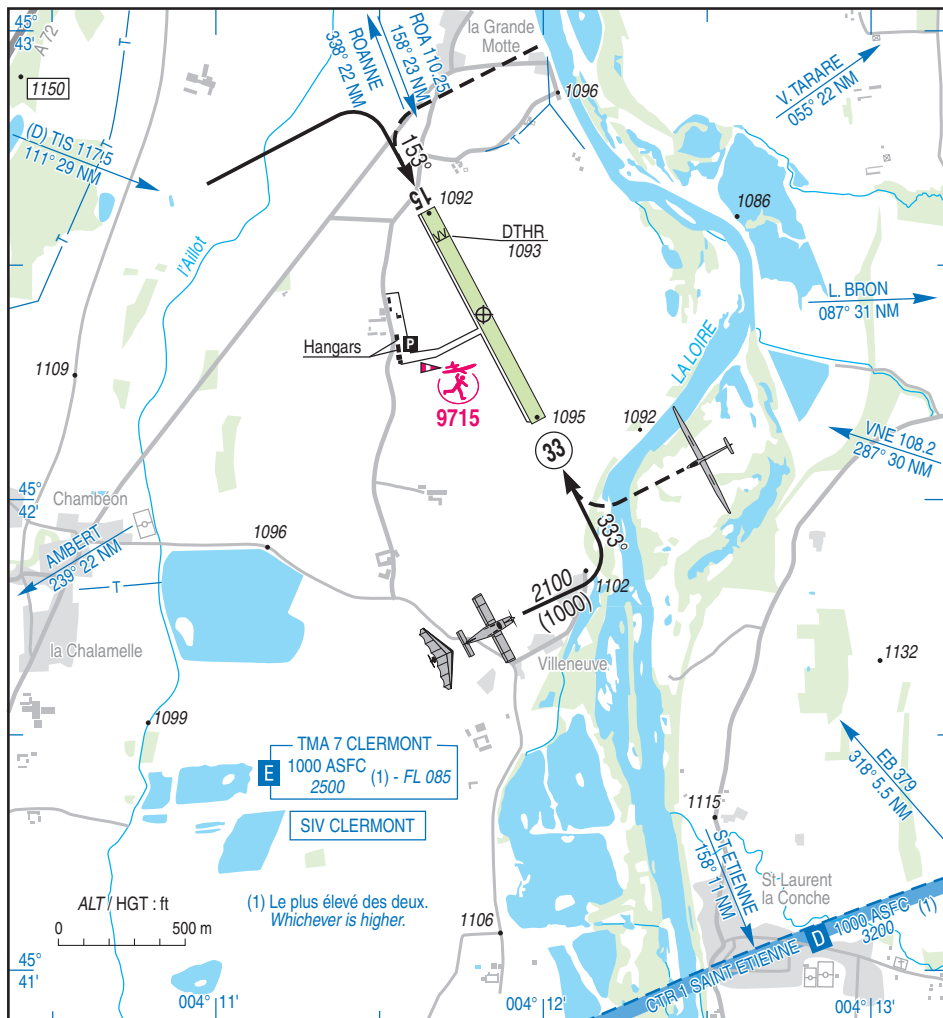 45°
43'
A 72
T
1150
(D) TIS 117.5
111° 29 NM
T
T
l'Aillot
ROANNE
338° 22 NM
ROA 110.25
158° 23 NM
la Grande
Motte
1096
T
T
V. TARARE
055° 22 NM
153°
15
1092
DTHR
1093
1086
L. BRON
087° 31 NM
LA LOIRE
Hangars
P
9715
1109
1095
1092
33
VNE 108.2
287° 30 NM
45°
42'
Chambéon
AMBERT
239° 22 NM
T
1096
333°
2100
(1000)
1102
la Chalamelle
Villeneuve
1132
1099
TMA 7 CLERMONT
E
1000 ASFC
2500
(1) - FL 085
SIV CLERMONT
EB 379
318° 5.5 NM
1115
ST-ETIENNE
158° 11 NM
St-Laurent
la Conche
ALT / HGT : ft
0 500 m
(1) Le plus élevé des deux.
Whichever is higher.
1106
CTR 1 SAINT ETIENNE D 1000 ASFC (1)
3200
45°
41'
004° 11'
004° 12'
004° 13'